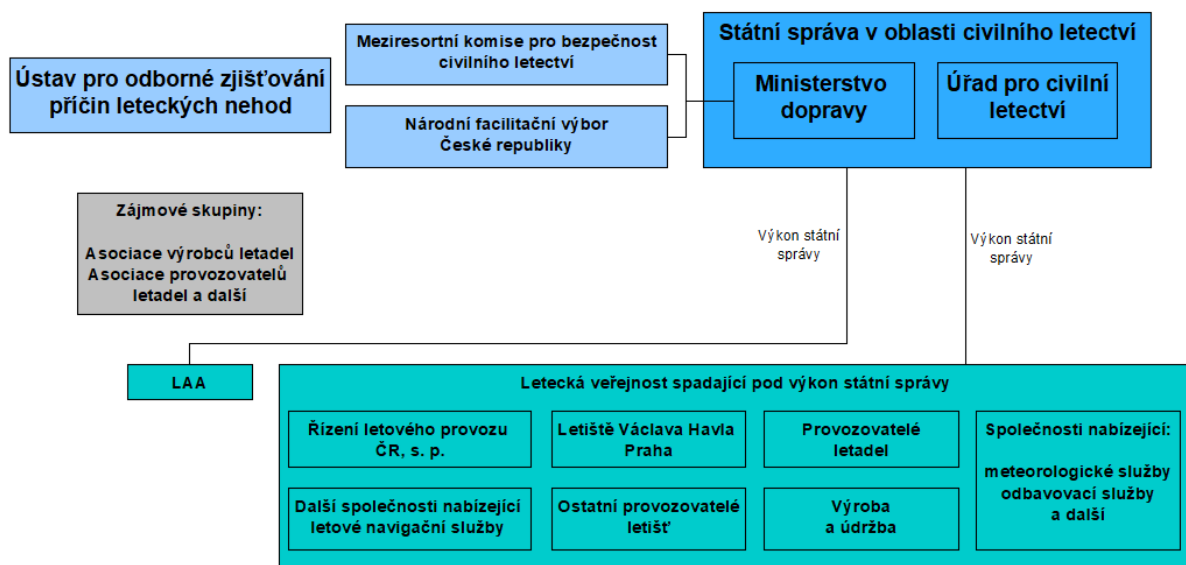 Meziresortní komise pro bezpečnost
civilního letectví
Státní správa v oblasti civilního letectví
Ústav pro odborné zjišťování
příčin leteckých nehod
Ministerstvo
dopravy
Úřad pro civilní
letectví
Národní facilitační výbor
České republiky
Zájmové skupiny:
Asociace výrobců letadel
Asociace provozovatelů
letadel a další
Výkon státní
správy
Výkon státní
správy
LAA
Letecká veřejnost spadající pod výkon státní správy
Řízení letového provozu
ČR, s. p.
Letiště Václava Havla
Praha
Provozovatelé
letadel
Společnosti nabízející:
meteorologické služby
odbavovací služby
a další
Další společnosti nabízející
letové navigační služby
Ostatní provozovatelé
letišť
Výroba
a údržba